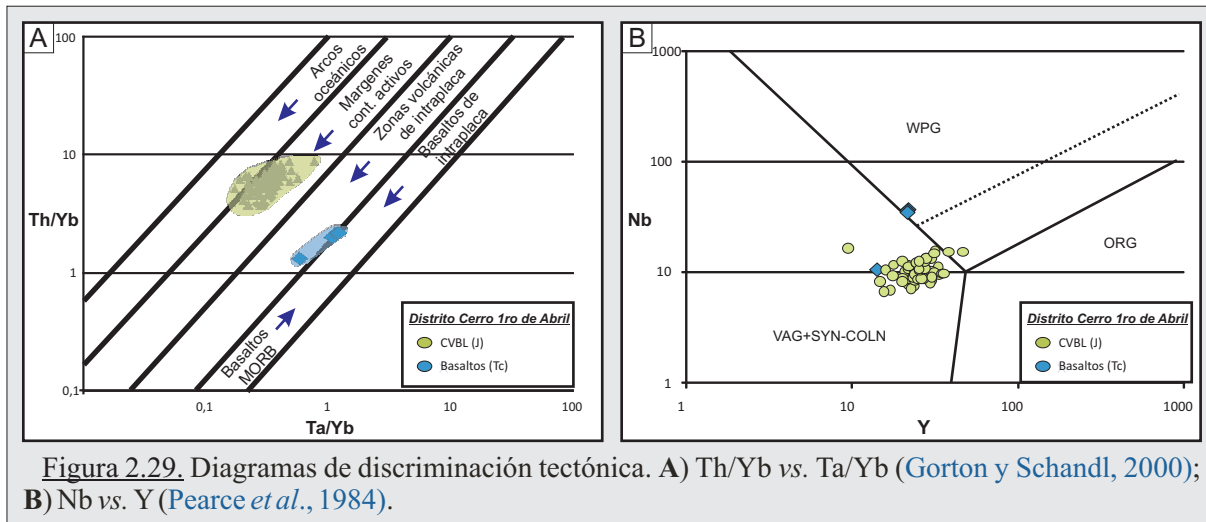 A
100
10
1
0,1
Th/Yb
0,1
1
10
100
Ta/Yb
Arcos
oceánicos
Margenes
cont. activos
Zonas volcánicas
de intraplaca
Basaltos de
intraplaca
Basaltos
MORB
Distrito Cerro 1ro de Abril
CVBL (J)
Basaltos (Tc)
B
1000
100
Nb
10
1
1
10
100
1000
Y
WPG
ORG
VAG+SYN-COLN
Distrito Cerro 1ro de Abril
CVBL (J)
Basaltos (Tc)
Figura 2.29. Diagramas de discriminación tectónica. A) Th/Yb vs. Ta/Yb (Gorton y Schandl, 2000);
B) Nb vs. Y (Pearce et al., 1984).